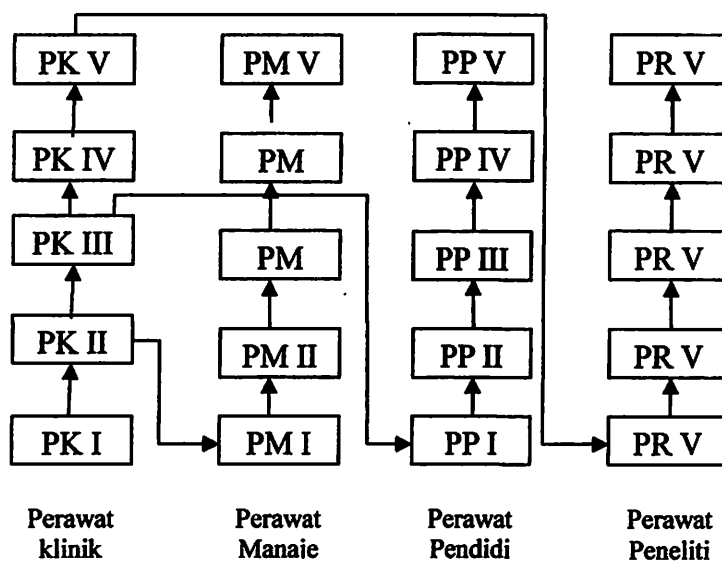 PK V PM V PP V PR V
PK IV PM PP IV PR V
PK III PM PP III PR V
PK II PM II PP II PR V
PK I PM I PP I PR V
Perawat Perawat Perawat Perawat
klinik Manaje Pendidi Peneliti